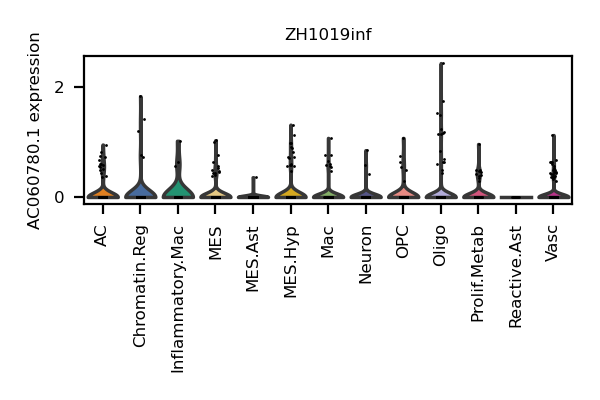 ZH1019inf
AC060780.1 expression
2
0
AC
Chromatin.Reg
Inflammatory.Mac
MES
MES.Ast
MES.Hyp
Mac
Neuron
OPC
Oligo
Prolif.Metab
Reactive.Ast
Vasc